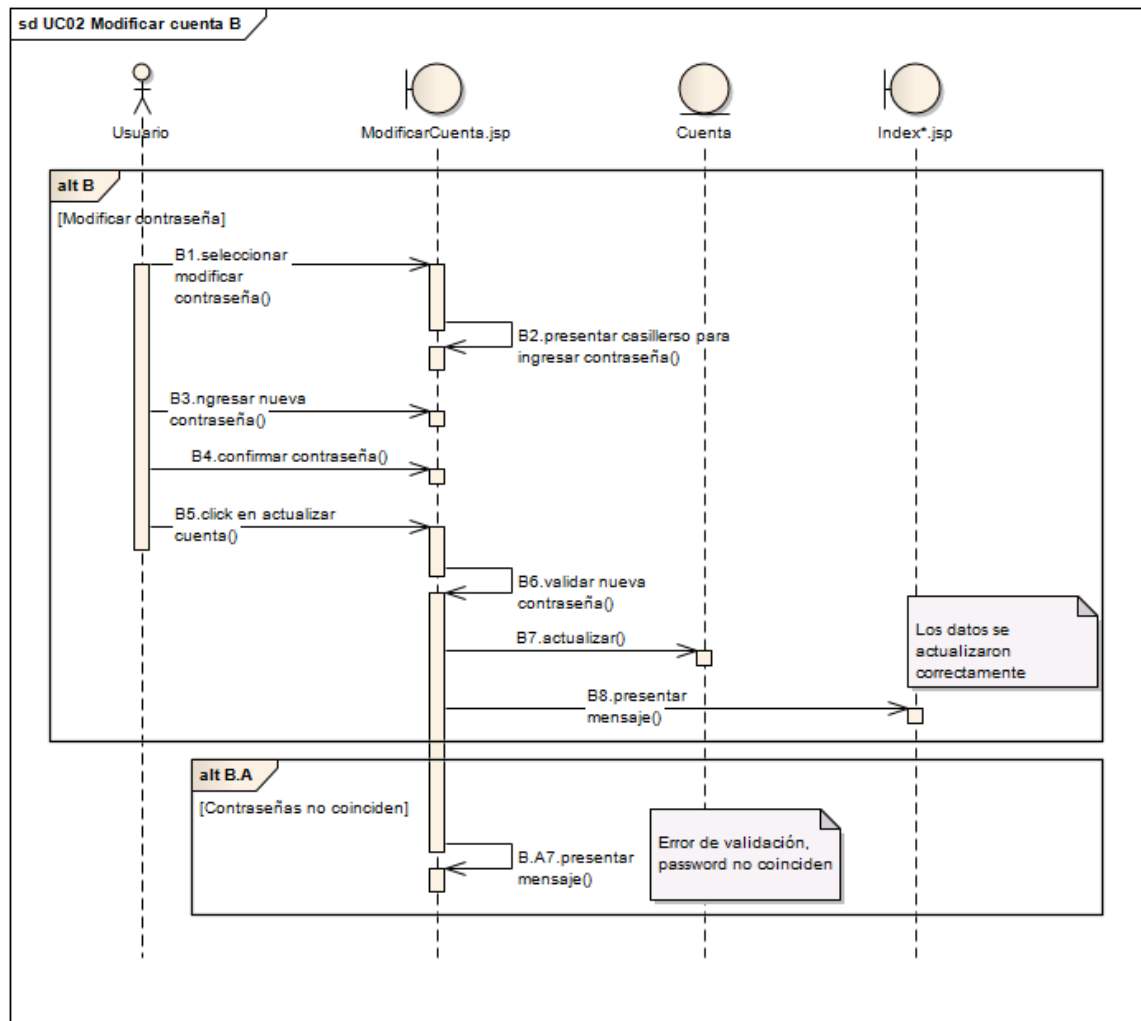 sd UC02 Modificar cuenta B
Usuario
ModificarCuenta.jsp
Cuenta
Index*.jsp
alt B
[Modificar contraseña]
B1.seleccionar
modificar
contraseña()
B2.presentar casillerso para
ingresar contraseña()
B3.ngresar nueva
contraseña()
B4.confirmar contraseña()
B5.click en actualizar
cuenta()
B6.validar nueva
contraseña()
Los datos se
actualizaron
correctamente
B7.actualizar()
B8.presentar
mensaje()
alt B.A
[Contraseñas no coinciden]
Error de validación,
password no coinciden
B.A7.presentar
mensaje()